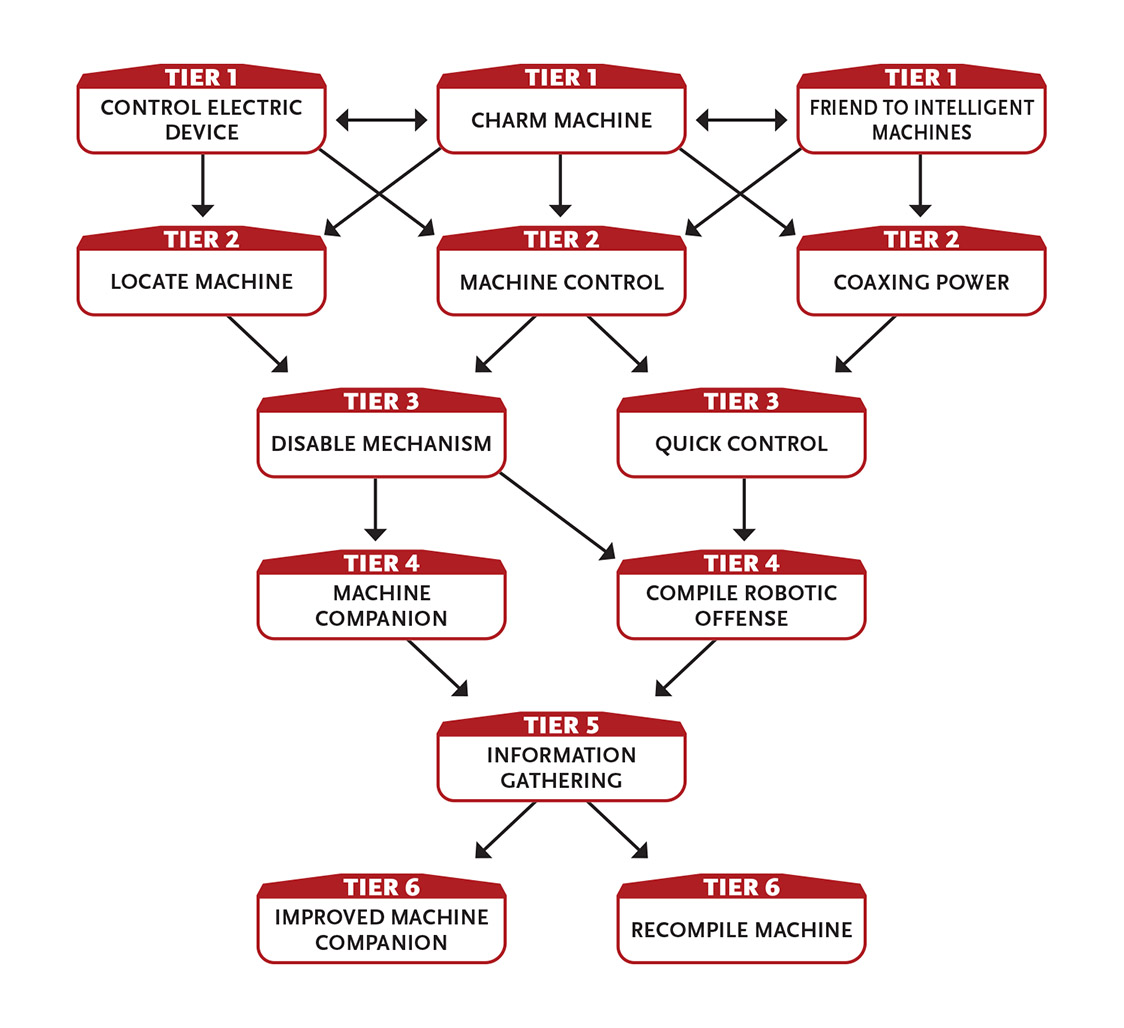 TIER 1
CONTROL ELECTRIC
DEVICE
TIER 1
CHARM MACHINE
TIER 1
FRIEND TO INTELLIGENT
MACHINES
TIER 2
LOCATE MACHINE
TIER 2
MACHINE CONTROL
TIER 2
COAXING POWER
TIER 3
DISABLE MECHANISM
TIER 3
QUICK CONTROL
TIER 4
MACHINE
COMPANION
TIER 4
COMPILE ROBOTIC
OFFENSE
TIER 5
INFORMATION
GATHERING
TIER 6
IMPROVED MACHINE
COMPANION
TIER 6
RECOMPILE MACHINE